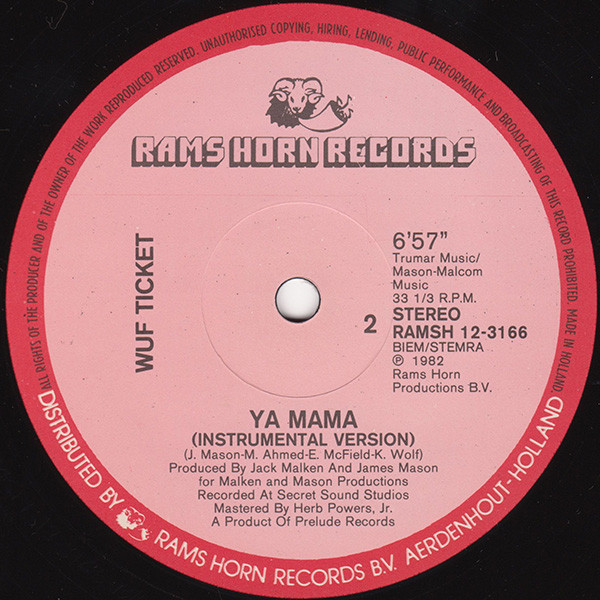 ALL RIGHTS OF THE PRODUCER AND OF THE OWNER OF THE WORK REPRODUCED RESERVED. UNAUTHORISED COPYING, HIRING, LENDING, PUBLIC PERFORMANCE AND BROADCASTING OF THIS RECORD PROHIBITED. MADE IN HOLLAND.
RAMS HORN RECORDS
WUF TICKET
6'57"
Trumar Music/
Mason-Malcom
Music
33 1/3 R.P.M.
STEREO
2
RAMSH 12-3166
BIEM/STEMRA
℗ 1982
Rams Horn
Productions B.V.
YA MAMA
(INSTRUMENTAL VERSION)
(J. Mason-M. Ahmed-E. McField-K. Wolf)
Produced By Jack Malken And James Mason
for Malken and Mason Productions
Recorded At Secret Sound Studios
Mastered By Herb Powers, Jr.
A Product Of Prelude Records
DISTRIBUTED BY RAMS HORN RECORDS B.V. AERDENHOUT-HOLLAND